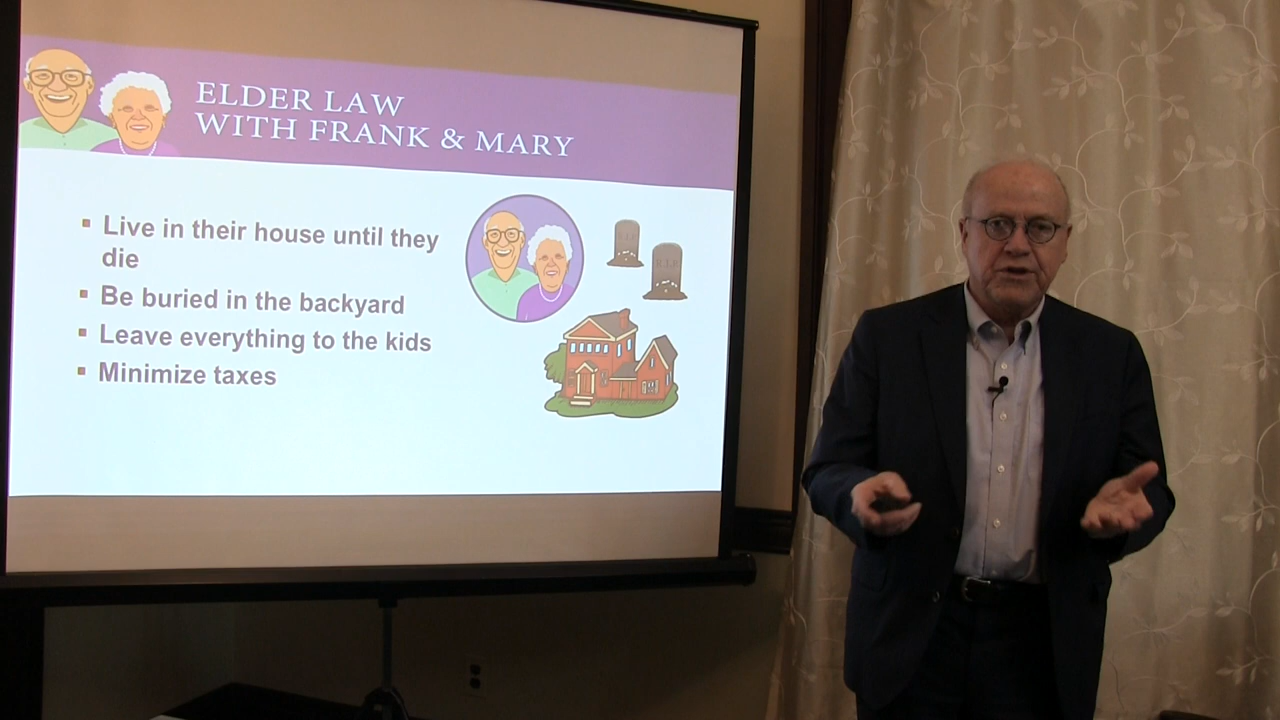 ELDER LAW
WITH FRANK & MARY
Live in their house until they
die
Be buried in the backyard
Leave everything to the kids
Minimize taxes
R.I.P
R.I.P